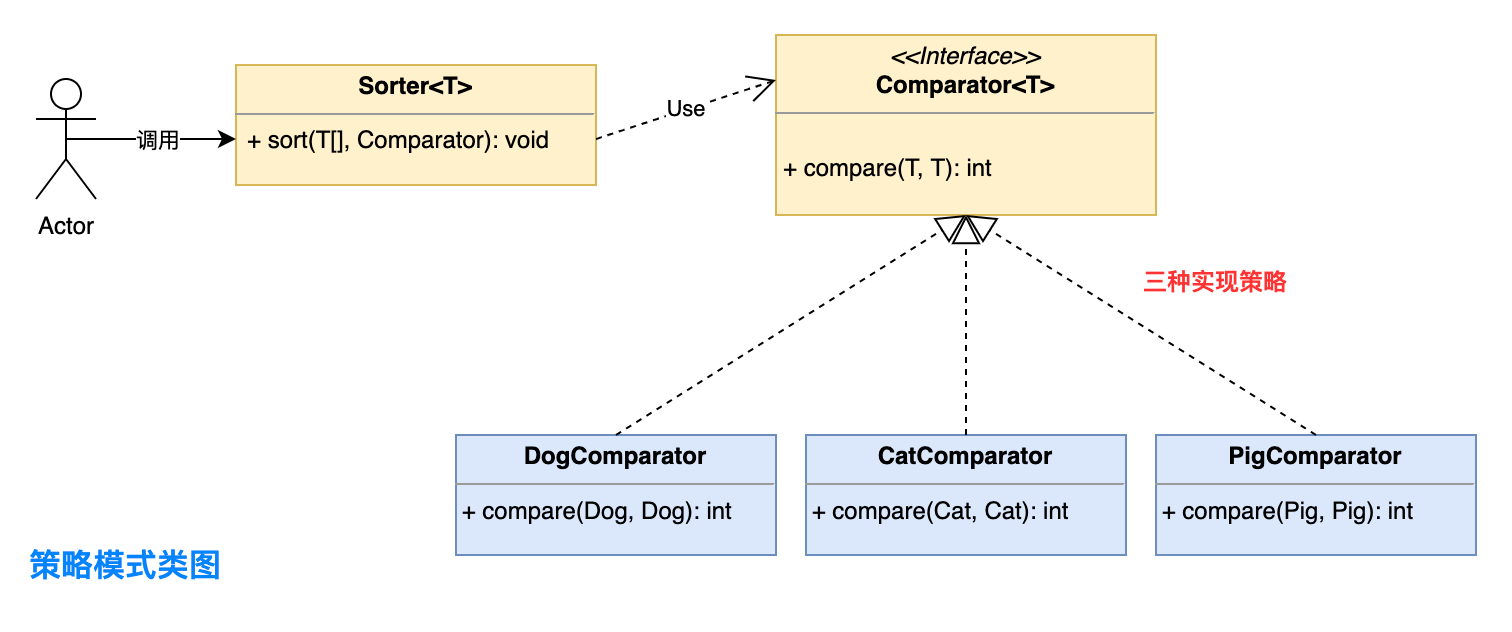 <<Interface>>
Comparator<T>
+ compare(T, T): int
Sorter<T>
+ sort(T[], Comparator): void
调用
Use
Actor
三种实现策略
DogComparator
+ compare(Dog, Dog): int
CatComparator
+ compare(Cat, Cat): int
PigComparator
+ compare(Pig, Pig): int
策略模式类图